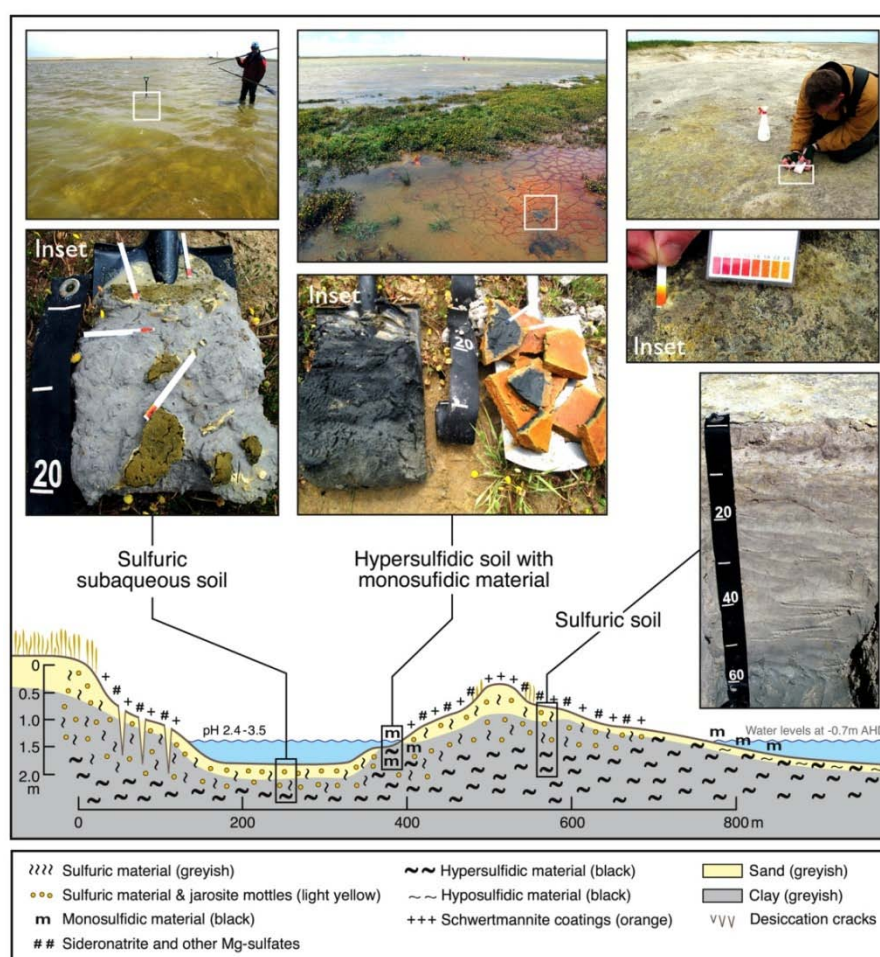 Inset
20
Inset
20
Inset
20
40
60
Sulfuric
subaqueous soil
Hypersulfidic soil with
monosufidic material
Sulfuric soil
0
0.5
1.0
1.5
2.0
m
pH 2.4 -3.5
m
m
m
m
m
m
m
Water levels at -0.7m AHD
0
200
400
600
800 m
Sulfuric material (greyish)
Sulfuric material & jarosite mottles (light yellow)
m Monosulfidic material (black)
## Sideronatrite and other Mg-sulfates
Hypersulfidic material (black)
Hyposulfidic material (black)
+++ Schwertmannite coatings (orange)
Sand (greyish)
Clay (greyish)
Desiccation cracks